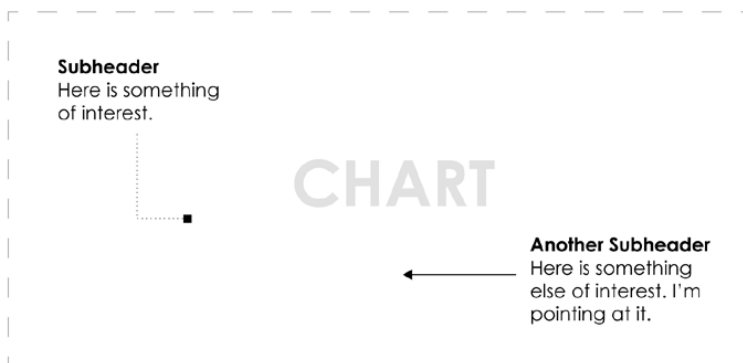 Subheader
Here is something
of interest.
CHART
Another Subheader
Here is something
else of interest. I'm
pointing at it.